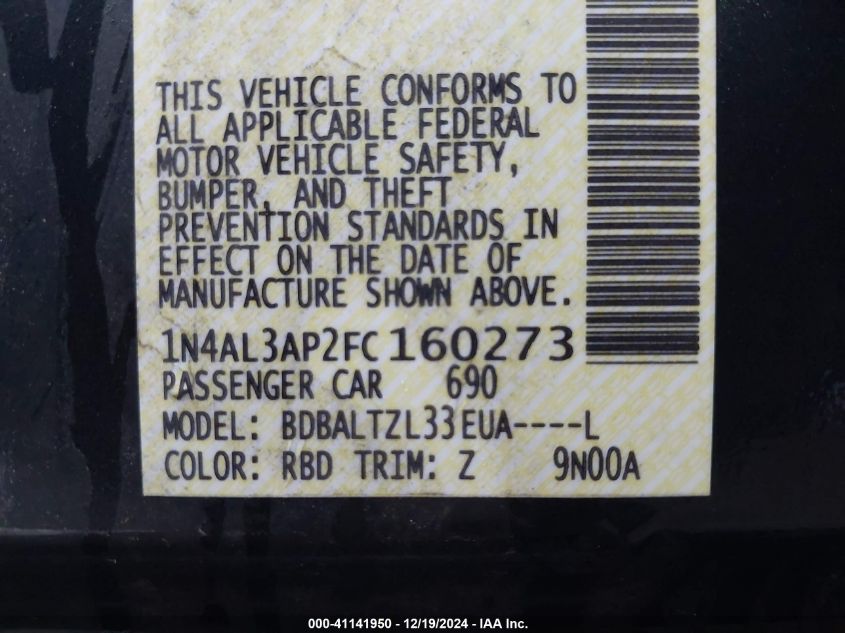 THIS VEHICLE CONFORMS TO
ALL APPLICABLE FEDERAL
MOTOR VEHICLE SAFETY,
BUMPER, AND THEFT
PREVENTION STANDARDS IN
EFFECT ON THE DATE OF
MANUFACTURE SHOWN ABOVE.
1N4AL3AP2FC160273
PASSENGER CAR 690
MODEL: BDBALTZL33EUA----L
COLOR: RBD TRIM: Z 9N00A
000-41141950 - 12/19/2024 - IAA Inc.